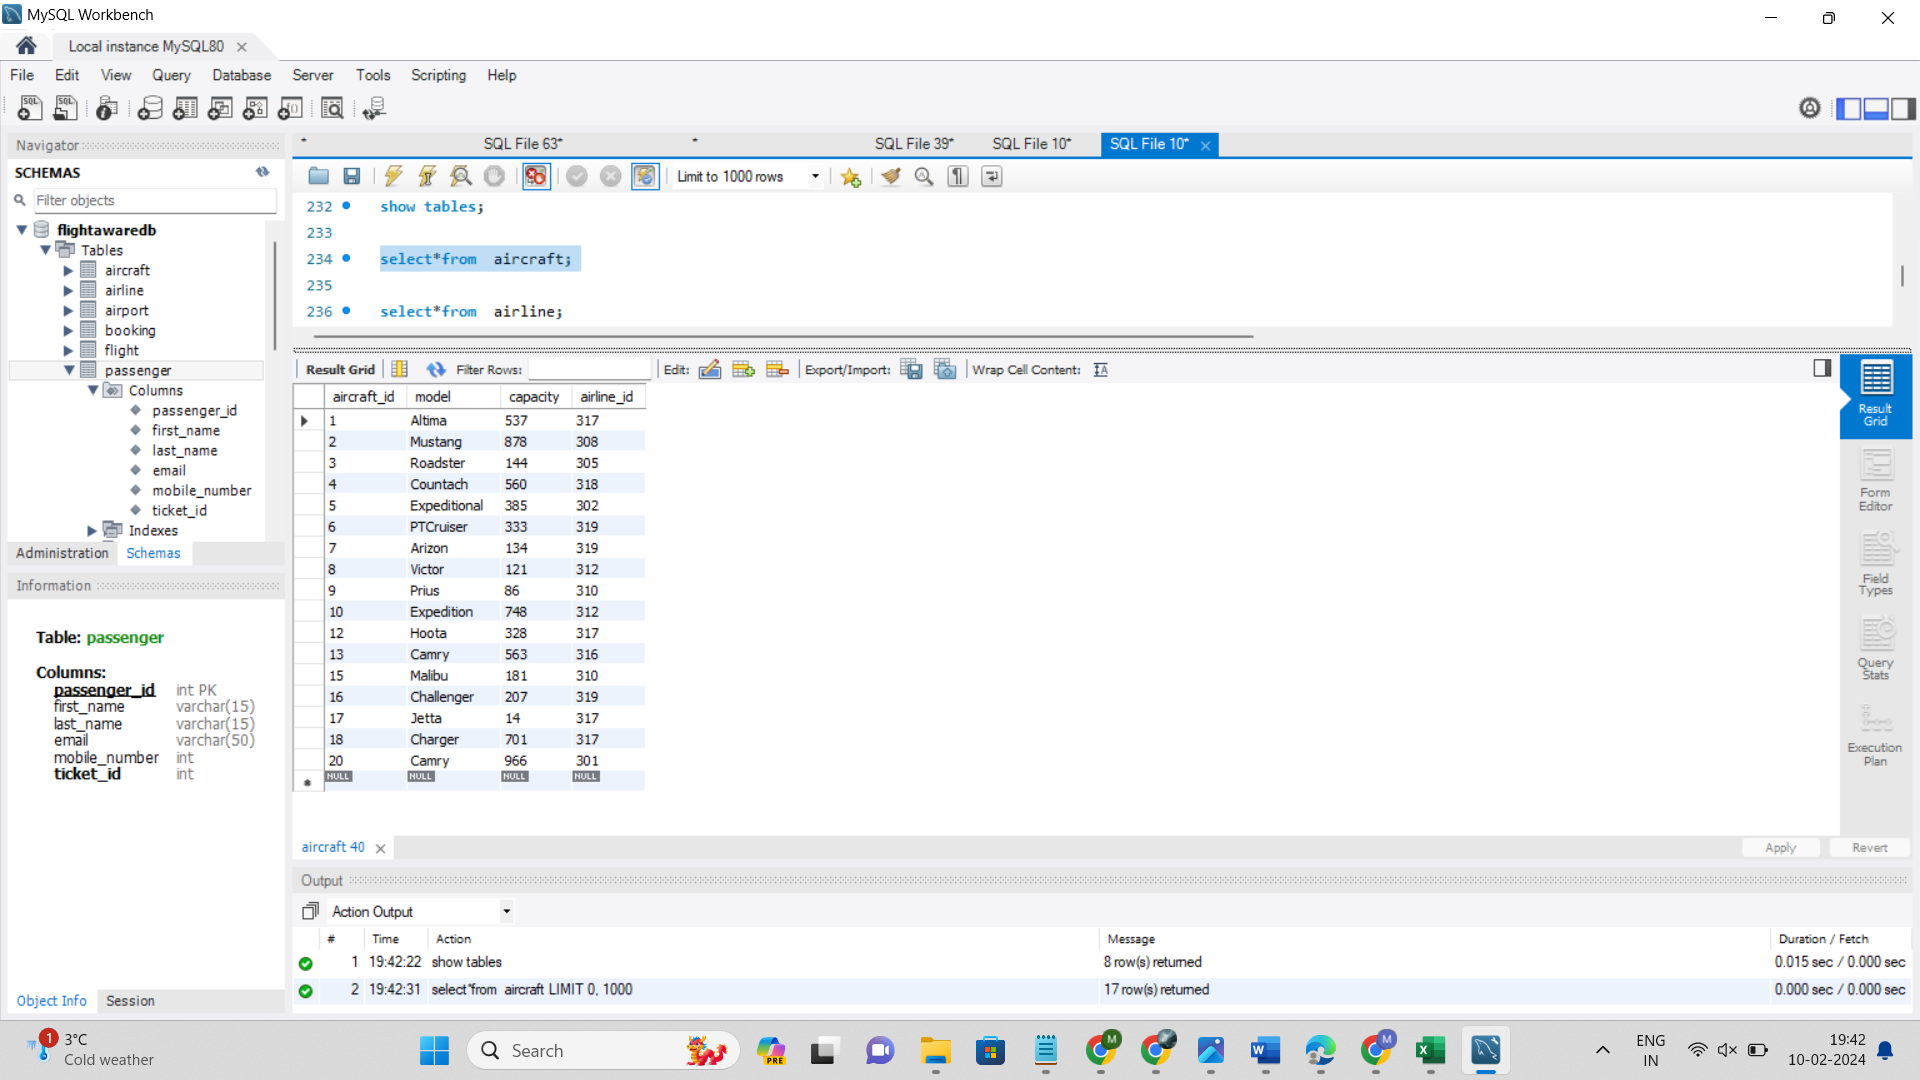 MySQL Workbench
Local instance MySQL80
File Edit View Query Database Server Tools Scripting Help
Navigator
SCHEMAS
Filter objects
flightawaredb
Tables
aircraft
airline
airport
booking
flight
passenger
Columns
passenger_id
first_name
last_name
email
mobile_number
ticket_id
Indexes
Administration Schemas
Information
Table: passenger
Columns:
passenger_id int PK
first_name varchar(15)
last_name varchar(15)
email varchar(50)
mobile_number int
ticket_id int
Object Info Session
* SQL File 63* * SQL File 39* SQL File 10* SQL File 10*
Limit to 1000 rows
232 show tables;
233
234 select*from aircraft;
235
236 select*from airline;
Result Grid Filter Rows: Edit: Export/Import: Wrap Cell Content:
aircraft_id model capacity airline_id
1 Altima 537 317
2 Mustang 878 308
3 Roadster 144 305
4 Countach 560 318
5 Expeditional 385 302
6 PTCruiser 333 319
7 Arizon 134 319
8 Victor 121 312
9 Prius 86 310
10 Expedition 748 312
12 Hoota 328 317
13 Camry 563 316
15 Malibu 181 310
16 Challenger 207 319
17 Jetta 14 317
18 Charger 701 317
20 Camry 966 301
NULL NULL NULL NULL
Result Grid
Form Editor
Field Types
Query Stats
Execution Plan
aircraft 40
Apply Revert
Output
Action Output
# Time Action Message Duration / Fetch
1 19:42:22 show tables 8 row(s) returned 0.015 sec / 0.000 sec
2 19:42:31 select*from aircraft LIMIT 0, 1000 17 row(s) returned 0.000 sec / 0.000 sec
1 3°C
Cold weather
Search
PRE
M
M
ENG
IN
19:42
10-02-2024